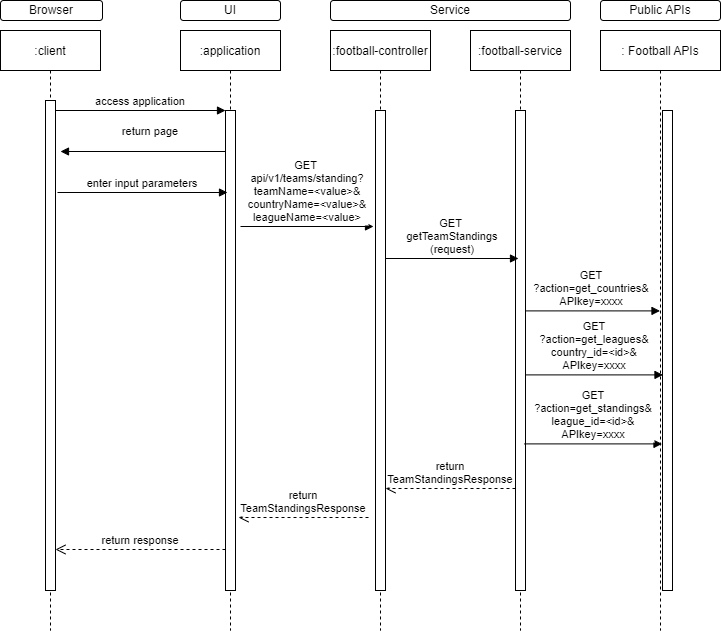 Browser
UI
Service
Public APIs
:client
:application
:football-controller
:football-service
: Football APIs
access application
return page
enter input parameters
GET
api/v1/teams/standing?
teamName=<value>&
countryName=<value>&
leagueName=<value>
GET
getTeamStandings
(request)
GET
?action=get_countries&
APIkey=xxxx
GET
?action=get_leagues&
country_id=<id>&
APIkey=xxxx
GET
?action=get_standings&
league_id=<id>&
APIkey=xxxx
return
TeamStandingsResponse
return
TeamStandingsResponse
return response